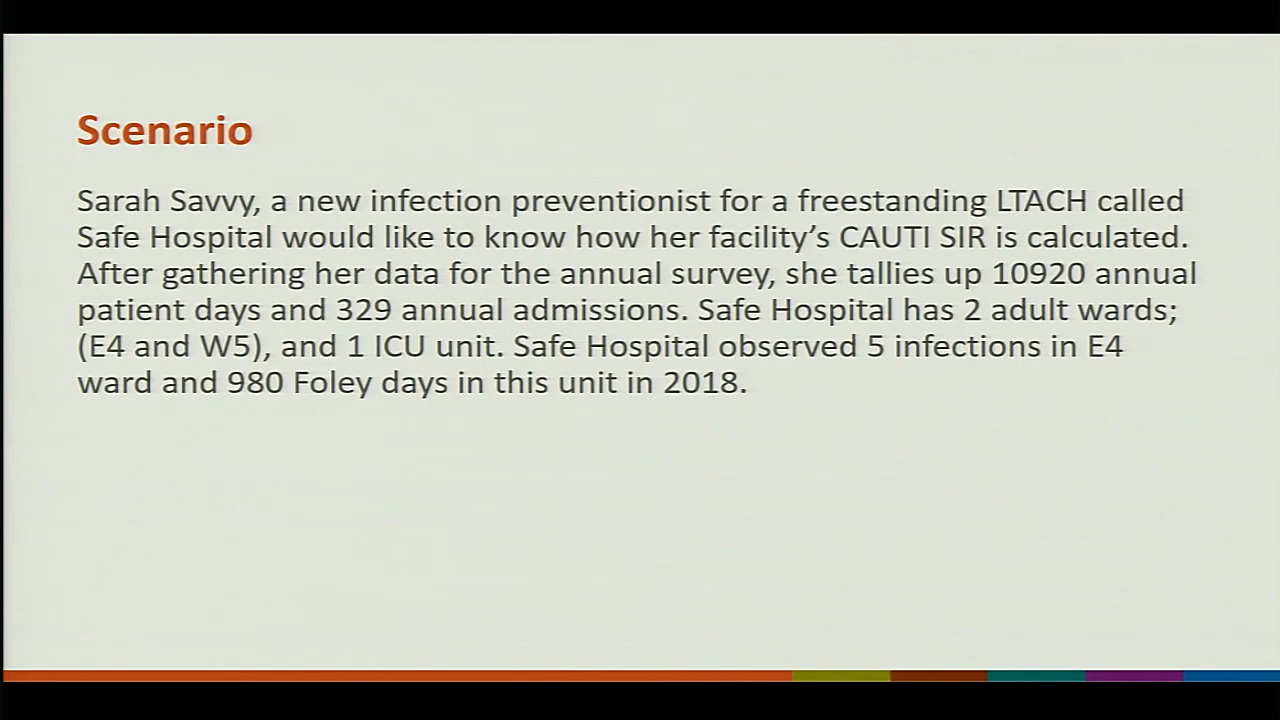 Scenario
Sarah Savvy, a new infection preventionist for a freestanding LTACH called
Safe Hospital would like to know how her facility’s CAUTI SIR is calculated.
After gathering her data for the annual survey, she tallies up 10920 annual
patient days and 329 annual admissions. Safe Hospital has 2 adult wards;
(E4 and W5), and 1 ICU unit. Safe Hospital observed 5 infections in E4
ward and 980 Foley days in this unit in 2018.